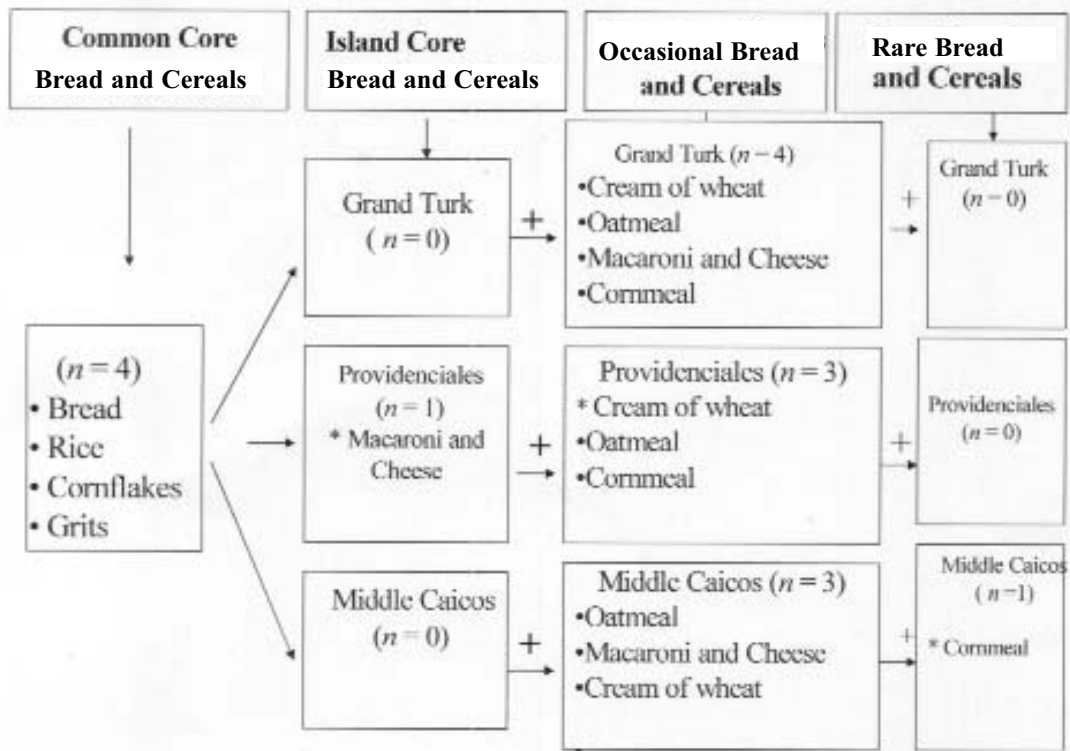 Common Core
Bread and Cereals
Island Core
Bread and Cereals
Occasional Bread
and Cereals
Rare Bread
and Cereals
(n = 4)
• Bread
• Rice
• Cornflakes
• Grits
Grand Turk
( n = 0)
+
Grand Turk (n – 4)
•Cream of wheat
•Oatmeal
•Macaroni and Cheese
•Cornmeal
+
Grand Turk
(n – 0)
Providenciales
(n = 1)
* Macaroni and
Cheese
+
Providenciales (n = 3)
* Cream of wheat
•Oatmeal
•Cornmeal
+
Providenciales
(n = 0)
Middle Caicos
(n = 0)
+
Middle Caicos (n = 3)
•Oatmeal
•Macaroni and Cheese
•Cream of wheat
+
Middle Caicos
( n =1)
* Cornmeal